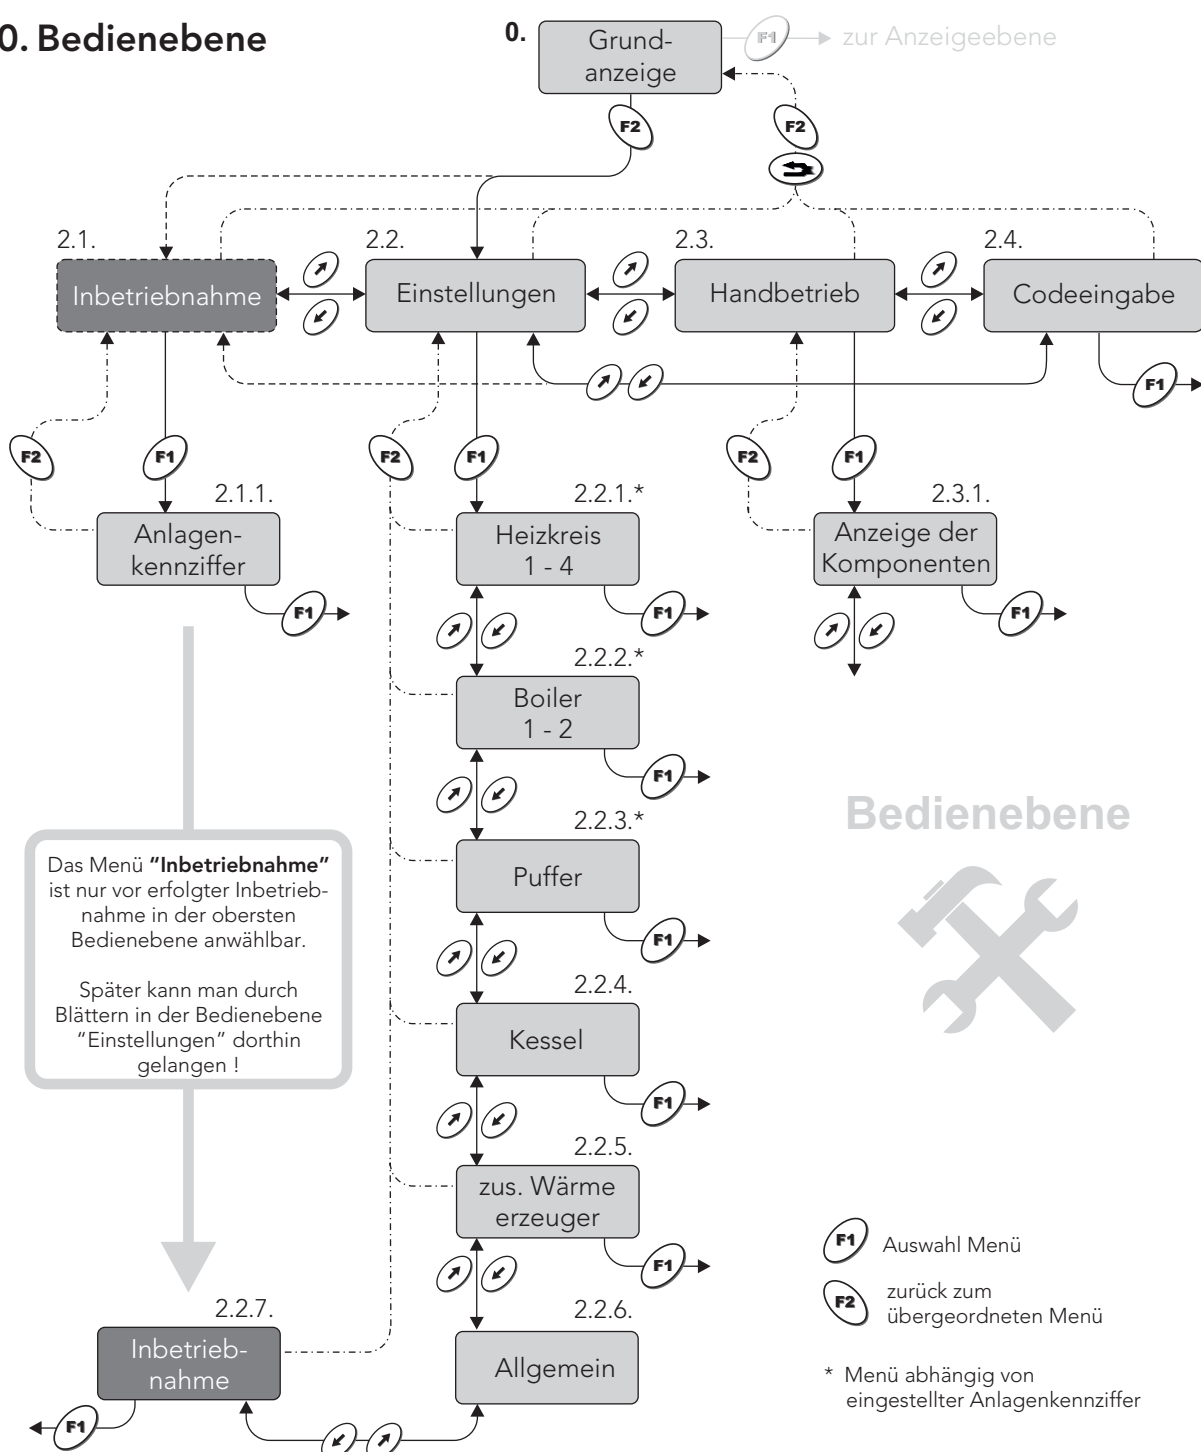 0. Bedienebene
0.
Grund-
anzeige
F1
zur Anzeigeebene
F2
F2
2.1.
2.2.
2.3.
2.4.
Inbetriebnahme
Einstellungen
Handbetrieb
Codeeingabe
F1
F2
F1
F2
F1
F2
F1
2.1.1.
2.2.1.*
2.3.1.
Anlagen-
kennziffer
Heizkreis
1 - 4
Anzeige der
Komponenten
F1
F1
F1
2.2.2.*
Boiler
1 - 2
F1
2.2.3.*
Puffer
F1
Bedienebene
Das Menü “Inbetriebnahme”
ist nur vor erfolgter Inbetrieb-
nahme in der obersten
Bedienebene anwählbar.
Später kann man durch
Blättern in der Bedienebene
“Einstellungen” dorthin
gelangen !
2.2.4.
Kessel
F1
2.2.5.
zus. Wärme
erzeuger
F1
2.2.6.
Allgemein
2.2.7.
Inbetrieb-
nahme
F1
F1 Auswahl Menü
F2 zurück zum
übergeordneten Menü
* Menü abhängig von
eingestellter Anlagenkennziffer